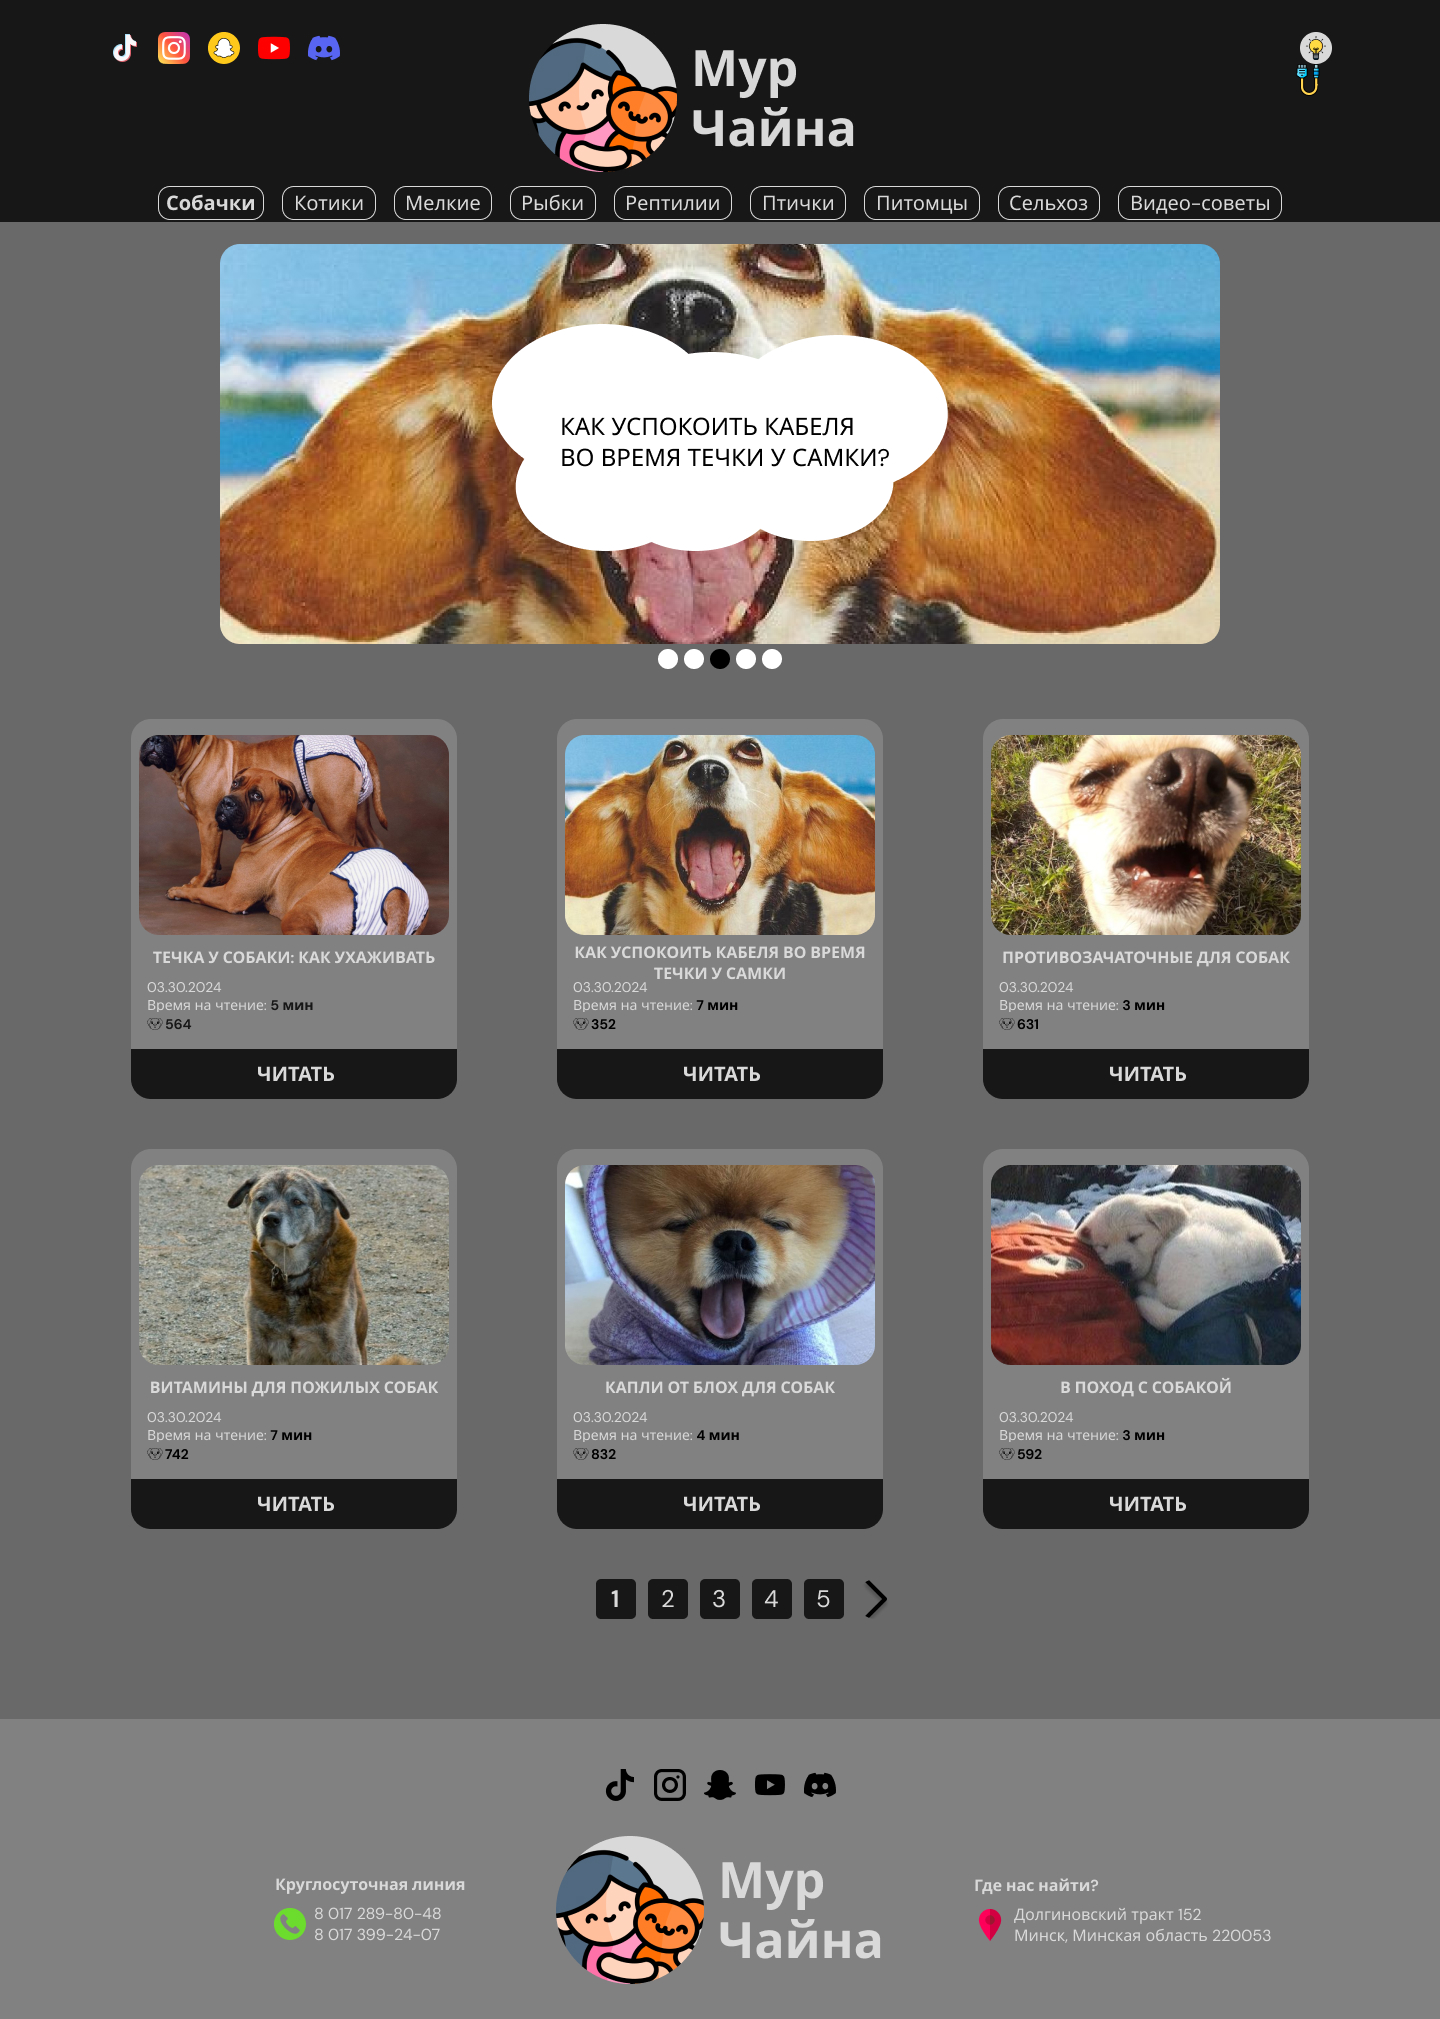 Мур
Чайна
Собачки Котики Мелкие Рыбки Рептилии Птички Питомцы Сельхоз Видео-советы
КАК УСПОКОИТЬ КАБЕЛЯ
ВО ВРЕМЯ ТЕЧКИ У САМКИ?
ТЕЧКА У СОБАКИ: КАК УХАЖИВАТЬ
03.30.2024
Время на чтение: 5 мин
564
ЧИТАТЬ
КАК УСПОКОИТЬ КАБЕЛЯ ВО ВРЕМЯ
ТЕЧКИ У САМКИ
03.30.2024
Время на чтение: 7 мин
352
ЧИТАТЬ
ПРОТИВОЗАЧАТОЧНЫЕ ДЛЯ СОБАК
03.30.2024
Время на чтение: 3 мин
631
ЧИТАТЬ
ВИТАМИНЫ ДЛЯ ПОЖИЛЫХ СОБАК
03.30.2024
Время на чтение: 7 мин
742
ЧИТАТЬ
КАПЛИ ОТ БЛОХ ДЛЯ СОБАК
03.30.2024
Время на чтение: 4 мин
832
ЧИТАТЬ
В ПОХОД С СОБАКОЙ
03.30.2024
Время на чтение: 3 мин
592
ЧИТАТЬ
1 2 3 4 5
Круглосуточная линия
8 017 289-80-48
8 017 399-24-07
Мур
Чайна
Где нас найти?
Долгиновский тракт 152
Минск, Минская область 220053